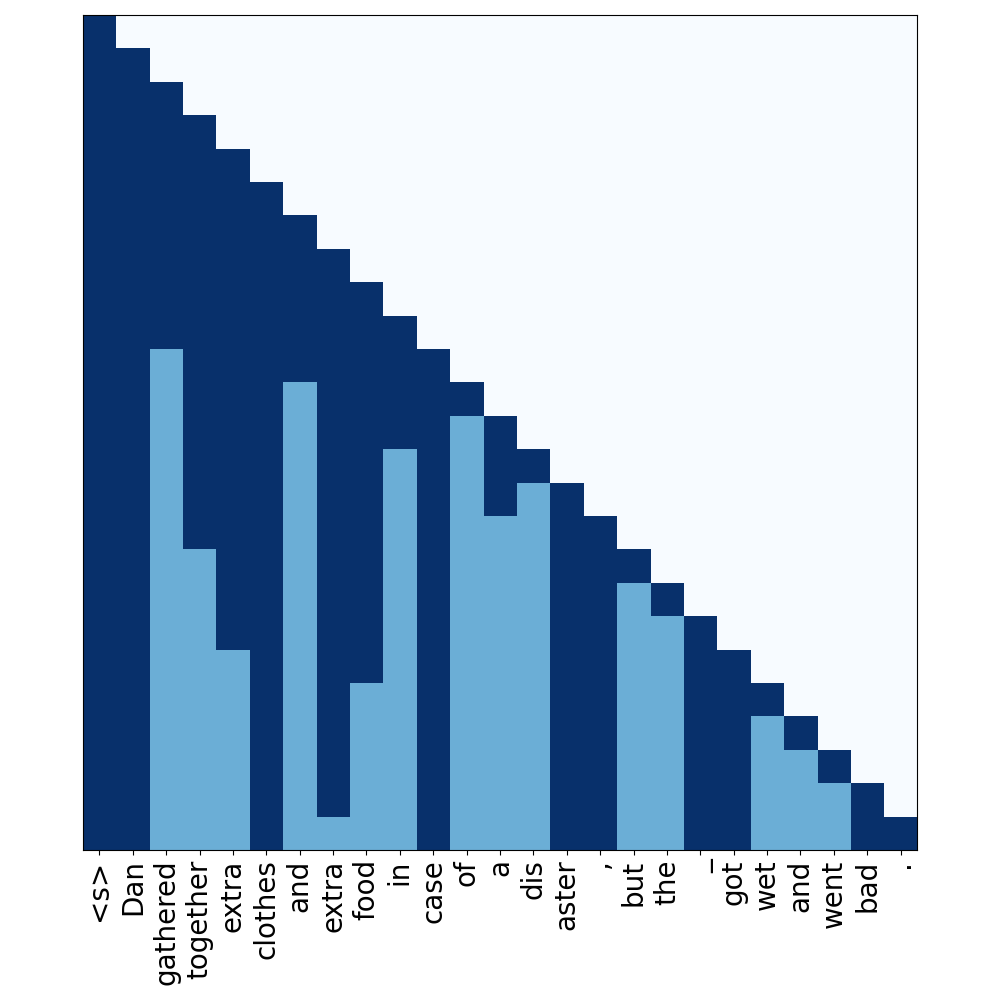 <s>
Dan
gathered
together
extra
clothes
and
extra
food
in
case
of
a
dis
aster
,
but
the
_
got
wet
and
went
bad
.